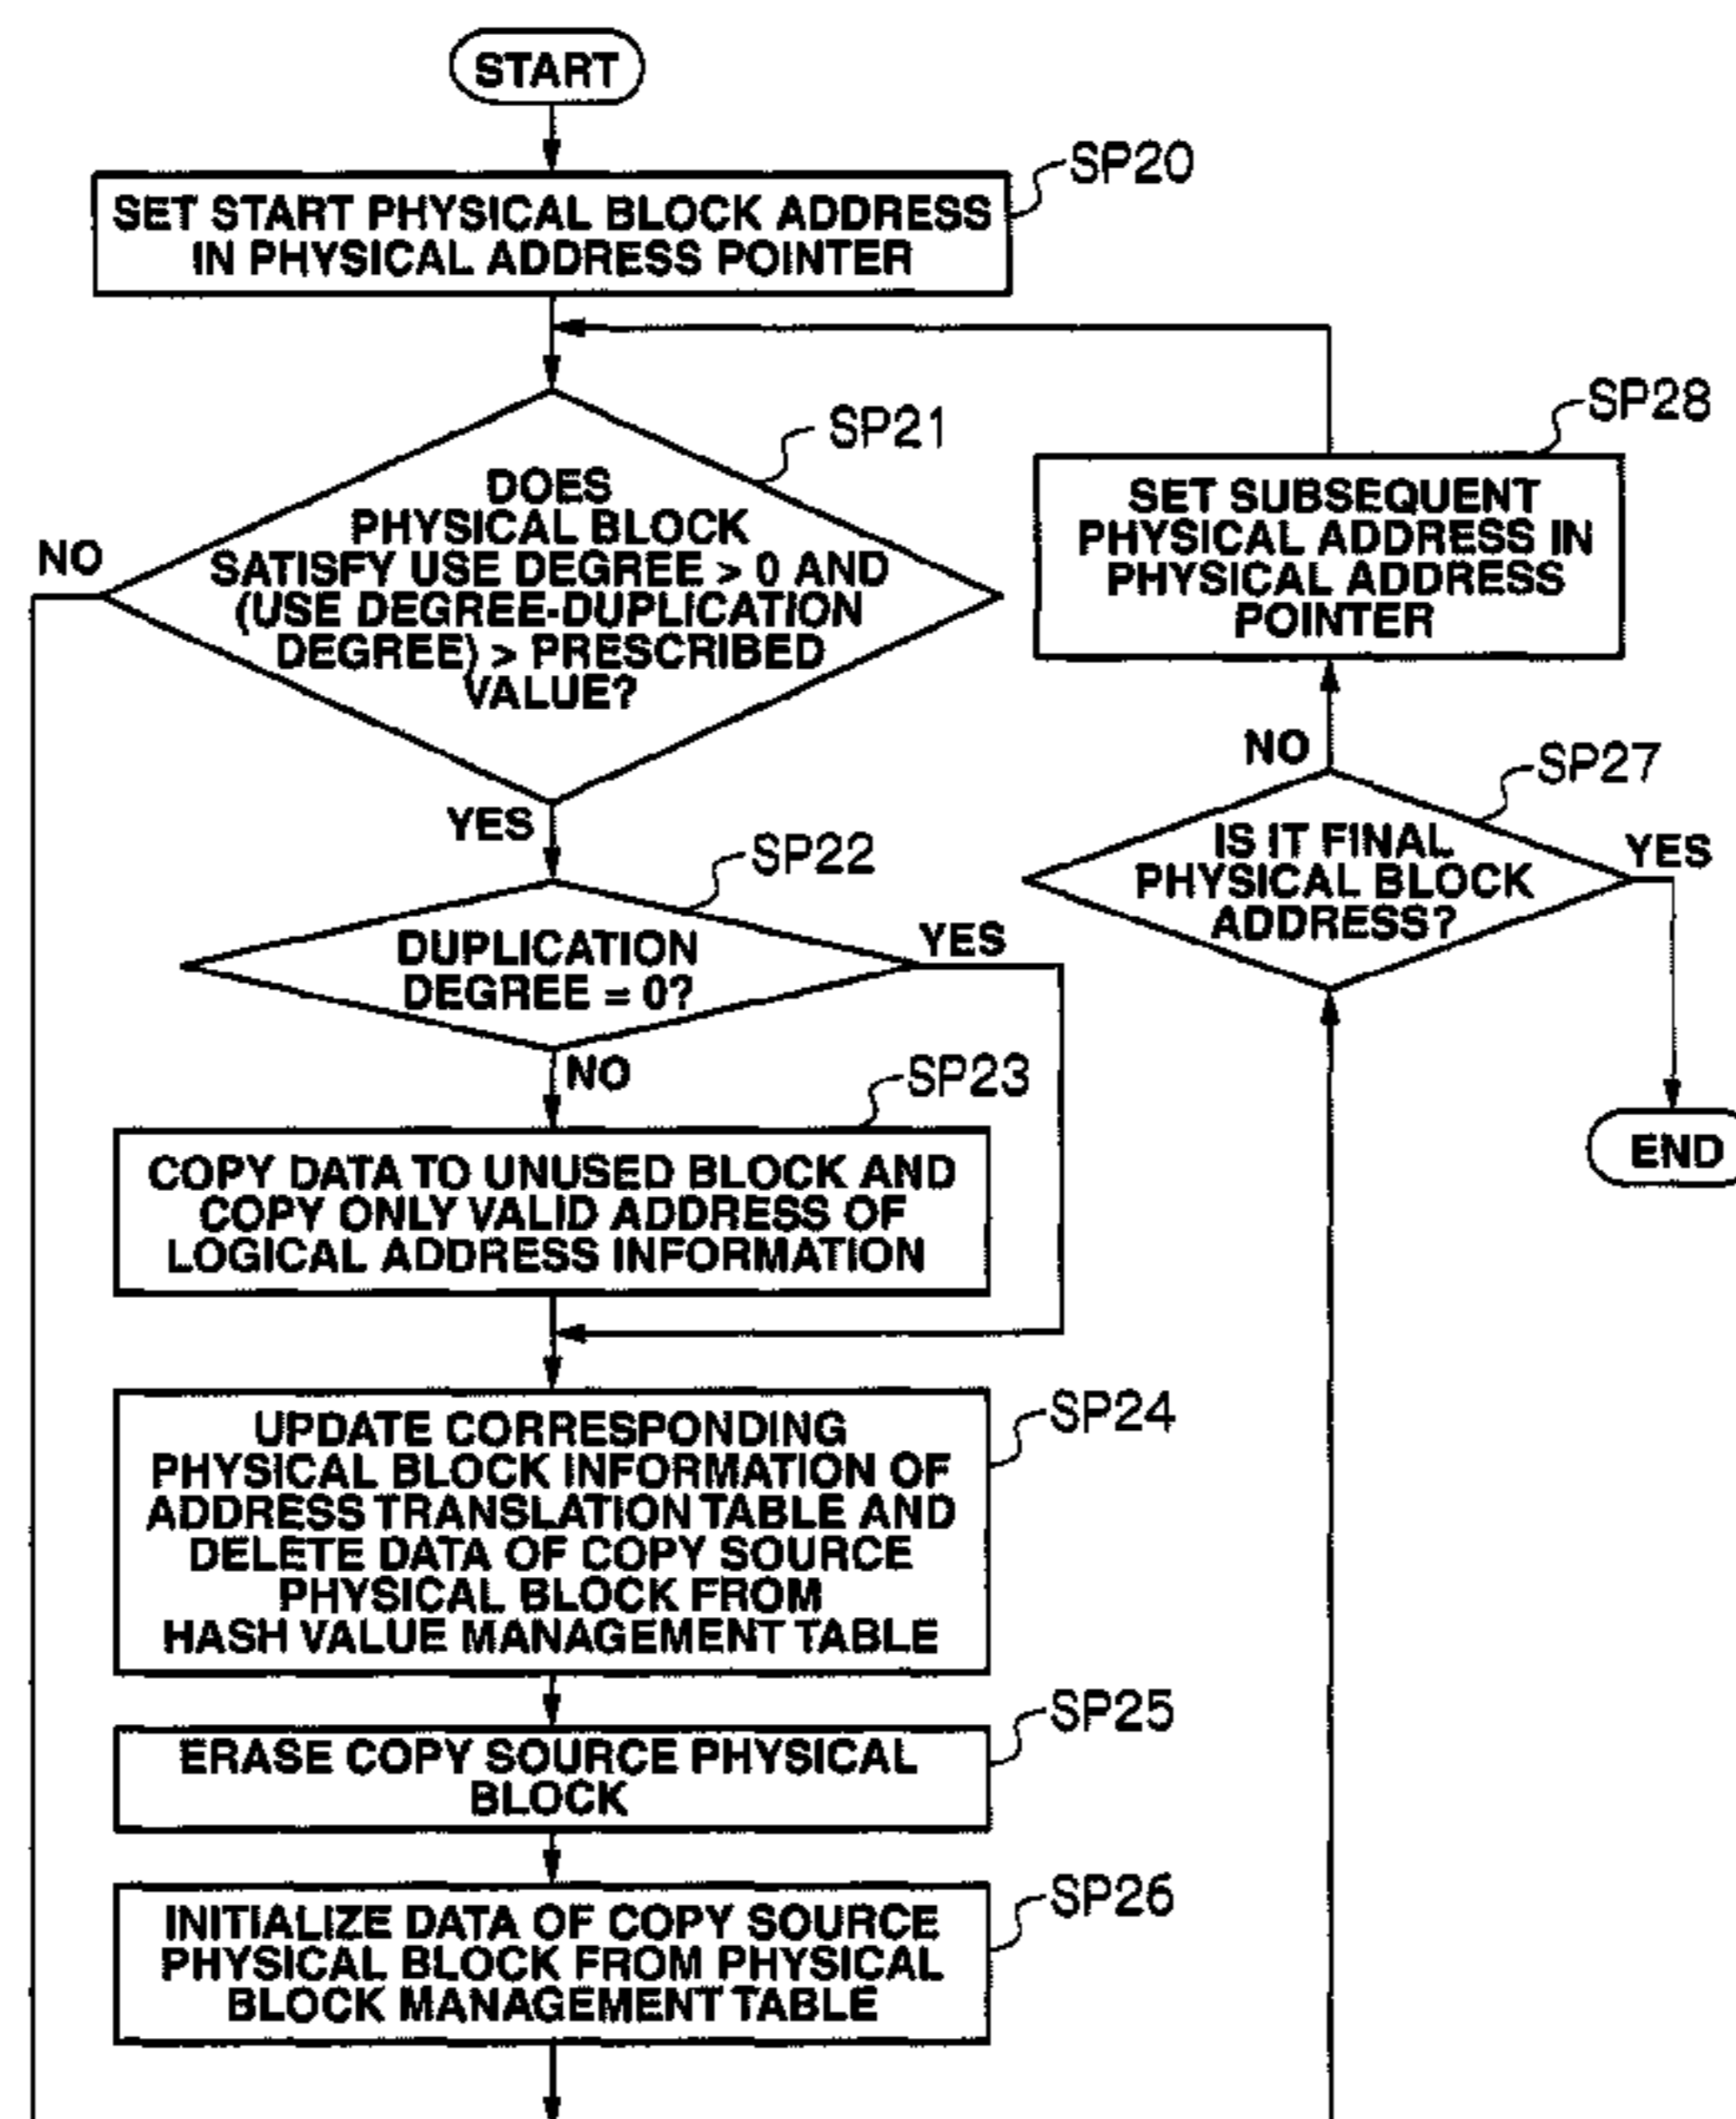 START
SP20
SET START PHYSICAL BLOCK ADDRESS
IN PHYSICAL ADDRESS POINTER
SP21
DOES
PHYSICAL BLOCK
SATISFY USE DEGREE > 0 AND
(USE DEGREE-DUPLICATION
DEGREE) > PRESCRIBED
VALUE?
NO
YES
SP22
DUPLICATION
DEGREE = 0?
YES
NO
SP23
COPY DATA TO UNUSED BLOCK AND
COPY ONLY VALID ADDRESS OF
LOGICAL ADDRESS INFORMATION
SP24
UPDATE CORRESPONDING
PHYSICAL BLOCK INFORMATION OF
ADDRESS TRANSLATION TABLE AND
DELETE DATA OF COPY SOURCE
PHYSICAL BLOCK FROM
HASH VALUE MANAGEMENT TABLE
SP25
ERASE COPY SOURCE PHYSICAL
BLOCK
SP26
INITIALIZE DATA OF COPY SOURCE
PHYSICAL BLOCK FROM PHYSICAL
BLOCK MANAGEMENT TABLE
SP28
SET SUBSEQUENT
PHYSICAL ADDRESS IN
PHYSICAL ADDRESS
POINTER
NO
SP27
IS IT FINAL
PHYSICAL BLOCK
ADDRESS?
YES
END